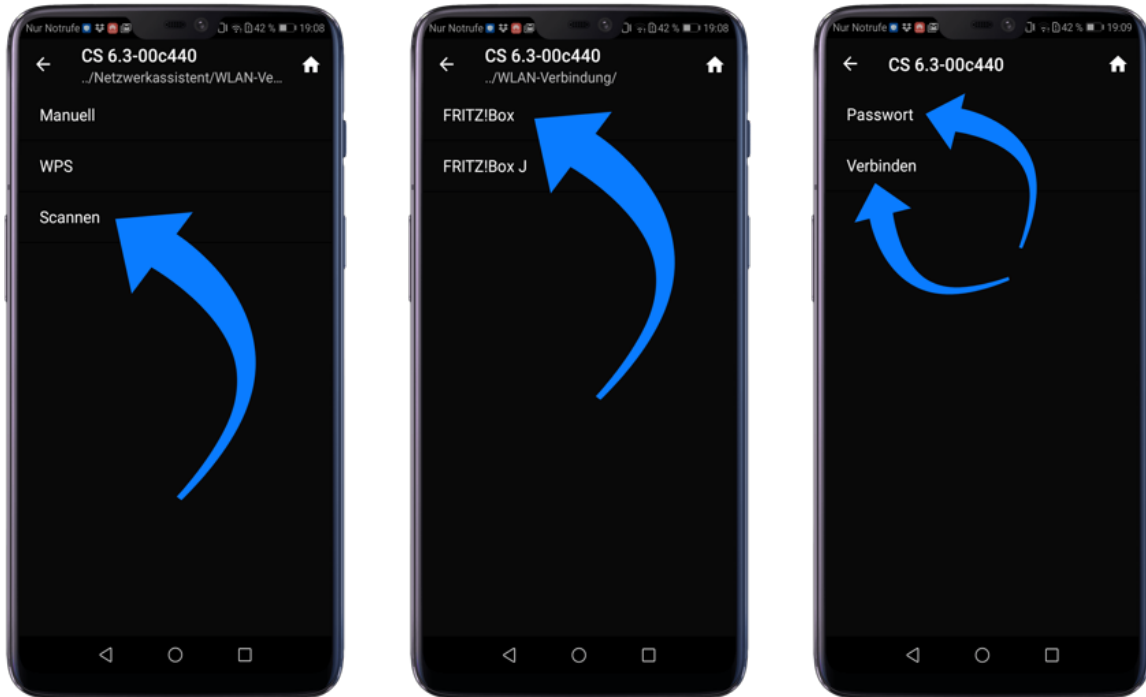 Nur Notrufe 42 % 19:08
CS 6.3-00c440
../Netzwerkassistent/WLAN-Ve...
Manuell
WPS
Scannen
Nur Notrufe 42 % 19:08
CS 6.3-00c440
../WLAN-Verbindung/
FRITZ!Box
FRITZ!Box J
Nur Notrufe 42 % 19:09
CS 6.3-00c440
Passwort
Verbinden